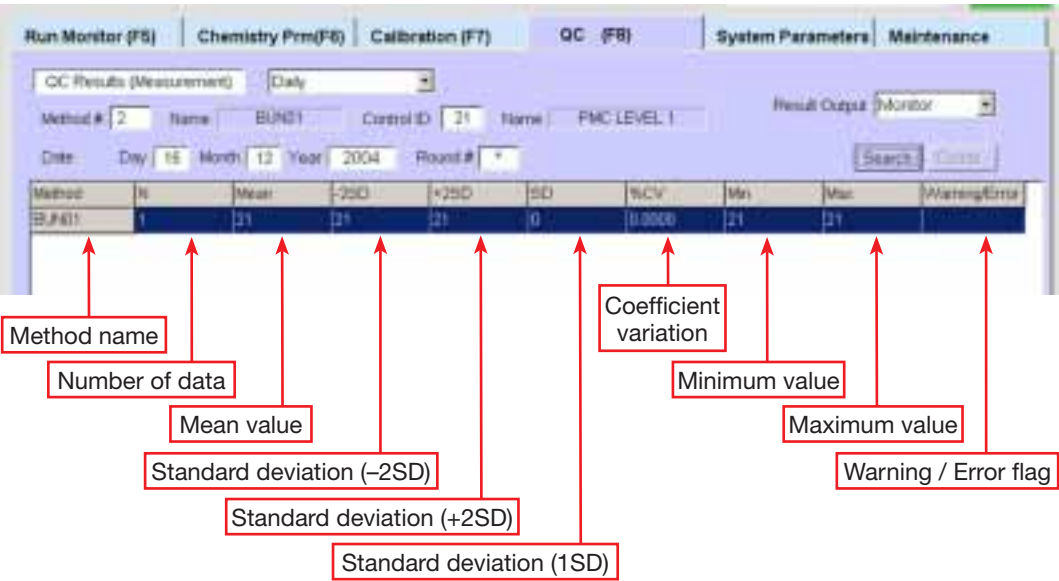 Run Monitor (F5) Chemistry Prm(F6) Calibration (F7) QC (F8) System Parameters Maintenance
QC Results (Measurement) Daily
Method # 2 Name BUN01 Control ID 21 Name FMC LEVEL 1 Result Output Monitor
Date Day 16 Month 12 Year 2004 Round # * Search
Method N Mean -2SD +2SD SD %CV Min Max Warning/Error
BUN01 1 21 21 21 0 0.0000 21 21
Coefficient
variation
Method name
Number of data
Minimum value
Mean value
Maximum value
Standard deviation (–2SD)
Warning / Error flag
Standard deviation (+2SD)
Standard deviation (1SD)